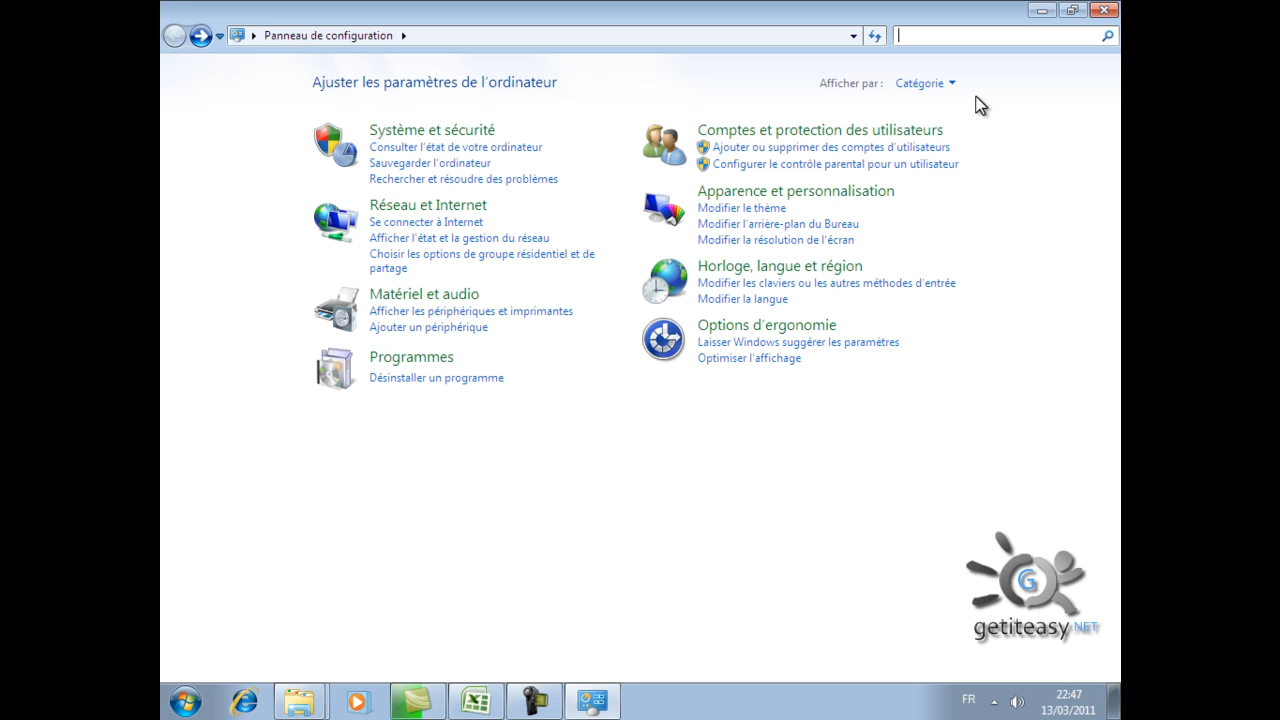 Panneau de configuration
Ajuster les paramètres de l'ordinateur
Afficher par : Catégorie
Système et sécurité
Consulter l'état de votre ordinateur
Sauvegarder l'ordinateur
Rechercher et résoudre des problèmes
Réseau et Internet
Se connecter à Internet
Afficher l'état et la gestion du réseau
Choisir les options de groupe résidentiel et de
partage
Matériel et audio
Afficher les périphériques et imprimantes
Ajouter un périphérique
Programmes
Désinstaller un programme
Comptes et protection des utilisateurs
Ajouter ou supprimer des comptes d'utilisateurs
Configurer le contrôle parental pour un utilisateur
Apparence et personnalisation
Modifier le thème
Modifier l'arrière-plan du Bureau
Modifier la résolution de l'écran
Horloge, langue et région
Modifier les claviers ou les autres méthodes d'entrée
Modifier la langue
Options d'ergonomie
Laisser Windows suggérer les paramètres
Optimiser l'affichage
G
getiteasy.NET
FR
22:47
13/03/2011